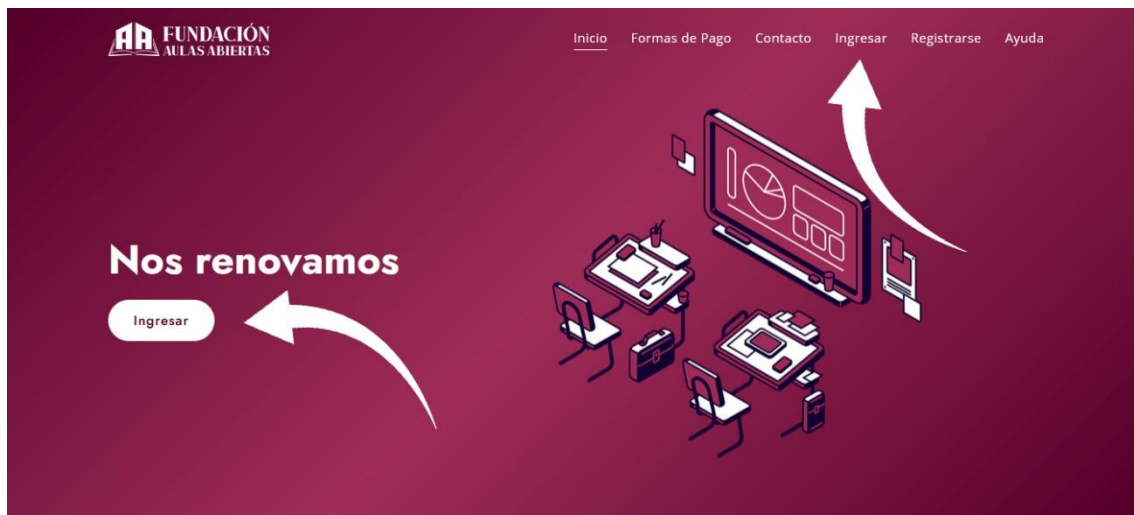 FUNDACIÓN
AULAS ABIERTAS
Inicio Formas de Pago Contacto Ingresar Registrarse Ayuda
Nos renovamos
Ingresar